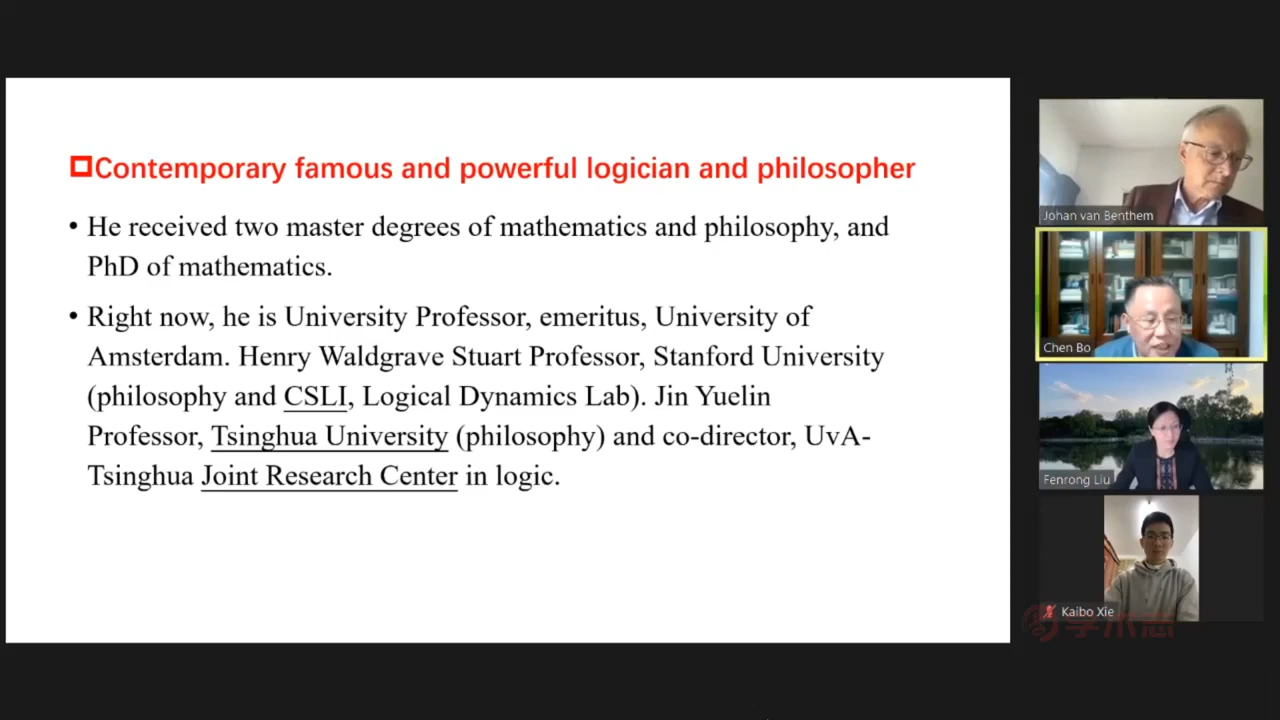 Contemporary famous and powerful logician and philosopher
• He received two master degrees of mathematics and philosophy, and
PhD of mathematics.
• Right now, he is University Professor, emeritus, University of
Amsterdam. Henry Waldgrave Stuart Professor, Stanford University
(philosophy and CSLI, Logical Dynamics Lab). Jin Yuelin
Professor, Tsinghua University (philosophy) and co-director, UvA-
Tsinghua Joint Research Center in logic.
Johan van Benthem
Chen Bo
Fenrong Liu
Kaibo Xie
学术志